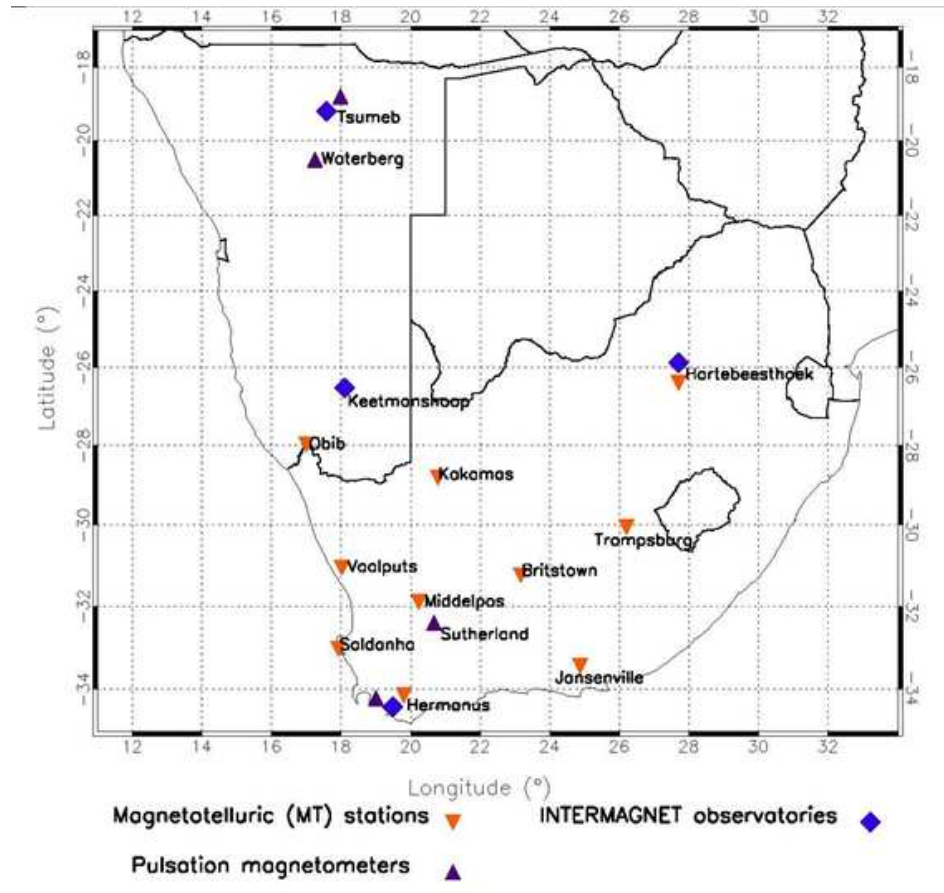 12 14 16 18 20 22 24 26 28 30 32
-18 -18
Tsumeb
-20 -20
Waterberg
-22 -22
-24 -24
Hartebeesthoek
-26 -26
Keetmanshoop
Obib
-28 -28
Kakamas
-30 -30
Trompsburg
Vaalputs
Britstown
Middelpos
-32 -32
Sutherland
Saldanha
Jansenville
-34 -34
Hermanus
12 14 16 18 20 22 24 26 28 30 32
Latitude (°)
Longitude (°)
Magnetotelluric (MT) stations
INTERMAGNET observatories
Pulsation magnetometers